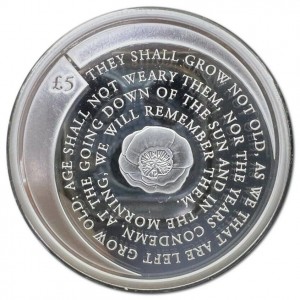 £5
THEY SHALL GROW NOT OLD, AS WE THAT ARE LEFT GROW OLD: AGE SHALL NOT WEARY THEM, NOR THE YEARS CONDEMN. AT THE GOING DOWN OF THE SUN AND IN THE MORNING, WE WILL REMEMBER THEM.